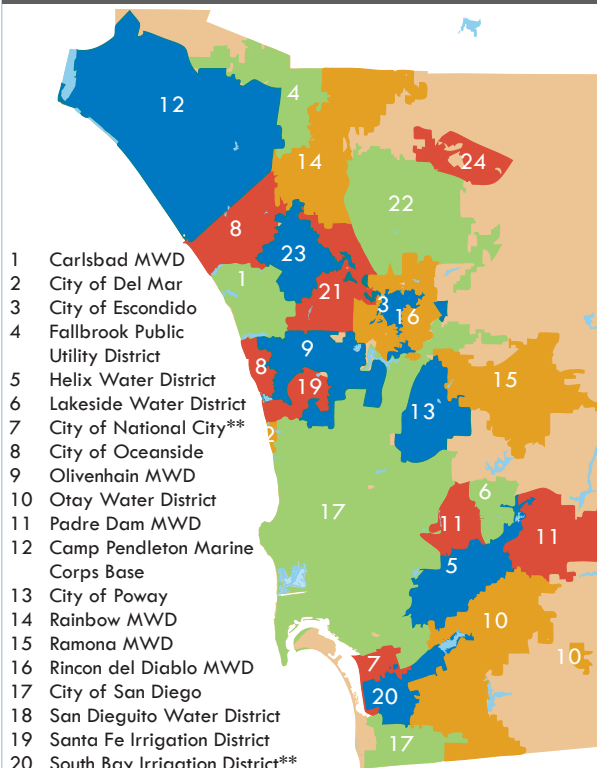 4
12
24
14
22
8
23
1
21
3
16
9
8
19
15
13
2
17
6
11
11
5
10
10
7
20
17
1 Carlsbad MWD
2 City of Del Mar
3 City of Escondido
4 Fallbrook Public
Utility District
5 Helix Water District
6 Lakeside Water District
7 City of National City**
8 City of Oceanside
9 Olivenhain MWD
10 Otay Water District
11 Padre Dam MWD
12 Camp Pendleton Marine
Corps Base
13 City of Poway
14 Rainbow MWD
15 Ramona MWD
16 Rincon del Diablo MWD
17 City of San Diego
18 San Dieguito Water District
19 Santa Fe Irrigation District
20 South Bay Irrigation District**